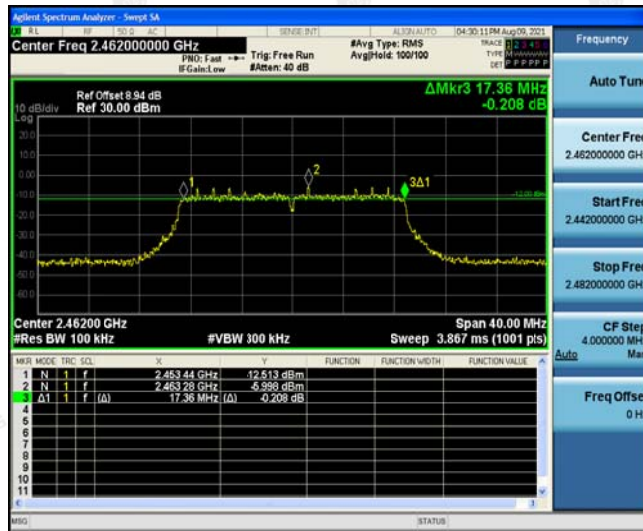 Agilent Spectrum Analyzer - Swept SA
RL RF 50 Ω AC SENSE:INT ALIGN AUTO 04:30:11 PM Aug 09, 2021
Center Freq 2.462000000 GHz
PNO: Fast
IFGain:Low
Trig: Free Run
#Atten: 40 dB
#Avg Type: RMS
Avg|Hold: 100/100
TRACE 1 2 3 4 5 6
TYPE
DET P P P P P P
ΔMkr3 17.36 MHz
-0.208 dB
Ref Offset 8.94 dB
Ref 30.00 dBm
10 dB/div
Log
20.0
10.0
0.00
-10.0
-20.0
-30.0
-40.0
-50.0
-60.0
1
2
3Δ1
-12.00 dBm
Center 2.46200 GHz
#Res BW 100 kHz
#VBW 300 kHz
Span 40.00 MHz
Sweep 3.867 ms (1001 pts)
MKR MODE TRC SCL X Y FUNCTION FUNCTION WIDTH FUNCTION VALUE
1 N 1 f 2.453 44 GHz -12.513 dBm
2 N 1 f 2.463 28 GHz -5.998 dBm
3 Δ1 1 f (Δ) 17.36 MHz (Δ) -0.208 dB
4
5
6
7
8
9
10
11
MSG
STATUS
Frequency
Auto Tun
Center Fre
2.462000000 GH
Start Fre
2.442000000 GH
Stop Fre
2.482000000 GH
CF Ste
4.000000 MH
Auto Ma
Freq Offse
0 H